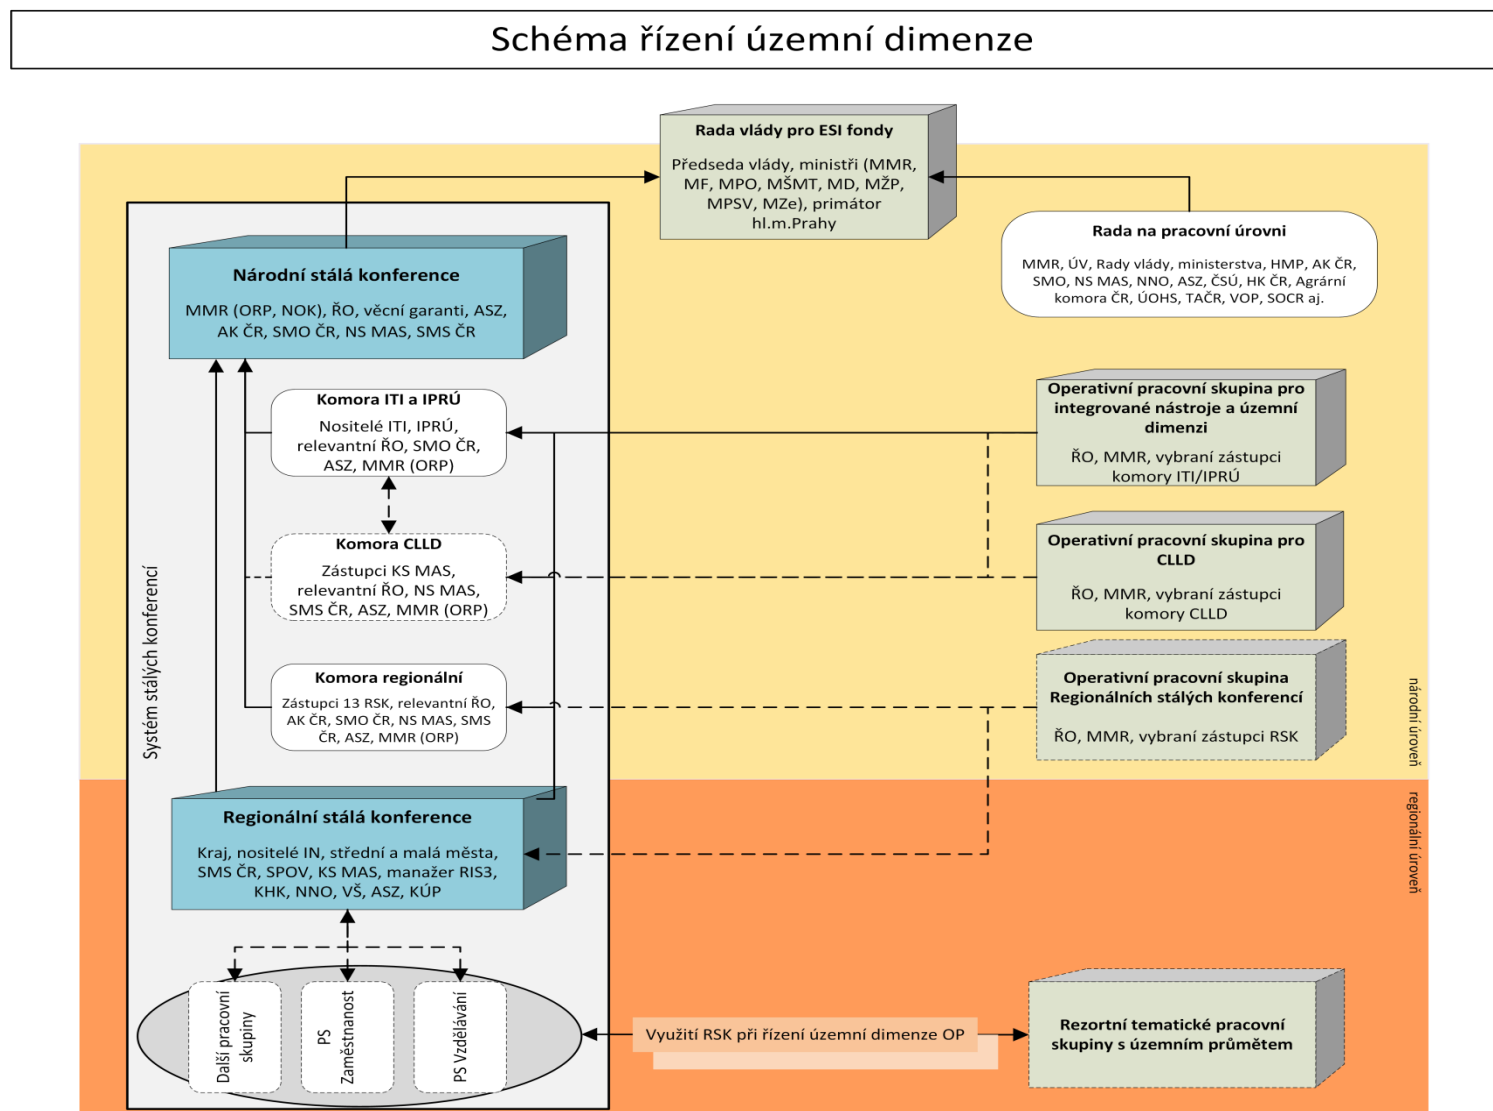 Schéma řízení územní dimenze
Rada vlády pro ESI fondy
Předseda vlády, ministři (MMR,
MF, MPO, MŠMT, MD, MŽP,
MPSV, MZe), primátor
hl.m.Prahy
Rada na pracovní úrovni
MMR, ÚV, Rady vlády, ministerstva, HMP, AK ČR,
SMO, NS MAS, NNO, ASZ, ČSÚ, HK ČR, Agrární
komora ČR, ÚOHS, TAČR, VOP, SOCR aj.
Národní stálá konference
MMR (ORP, NOK), ŘO, věcní garanti, ASZ,
AK ČR, SMO ČR, NS MAS, SMS ČR
Komora ITI a IPRÚ
Nositelé ITI, IPRÚ,
relevantní ŘO, SMO ČR,
ASZ, MMR (ORP)
Operativní pracovní skupina pro
integrované nástroje a územní
dimenzi
ŘO, MMR, vybraní zástupci
komory ITI/IPRÚ
Komora CLLD
Zástupci KS MAS,
relevantní ŘO, NS MAS,
SMS ČR, ASZ, MMR (ORP)
Operativní pracovní skupina pro
CLLD
ŘO, MMR, vybraní zástupci
komory CLLD
Komora regionální
Zástupci 13 RSK, relevantní ŘO,
AK ČR, SMO ČR, NS MAS, SMS
ČR, ASZ, MMR (ORP)
Operativní pracovní skupina
Regionálních stálých konferencí
ŘO, MMR, vybraní zástupci RSK
Systém stálých konferencí
národní úroveň
regionální úroveň
Regionální stálá konference
Kraj, nositelé IN, střední a malá města,
SMS ČR, SPOV, KS MAS, manažer RIS3,
KHK, NNO, VŠ, ASZ, KÚP
Další pracovní
skupiny
PS
Zaměstnanost
PS Vzdělávání
Využití RSK při řízení územní dimenze OP
Rezortní tematické pracovní
skupiny s územním průmětem